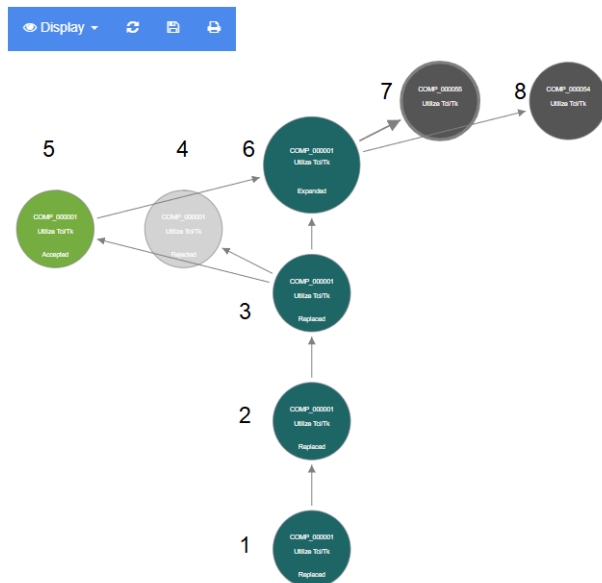 Display
7
COMP_000055
Utilize Tcl/Tk
8
COMP_000054
Utilize Tcl/Tk
5
4
6
COMP_000001
Utilize Tcl/Tk
Expanded
COMP_000001
Utilize Tcl/Tk
Accepted
COMP_000001
Utilize Tcl/Tk
Rejected
3
COMP_000001
Utilize Tcl/Tk
Replaced
2
COMP_000001
Utilize Tcl/Tk
Replaced
1
COMP_000001
Utilize Tcl/Tk
Replaced